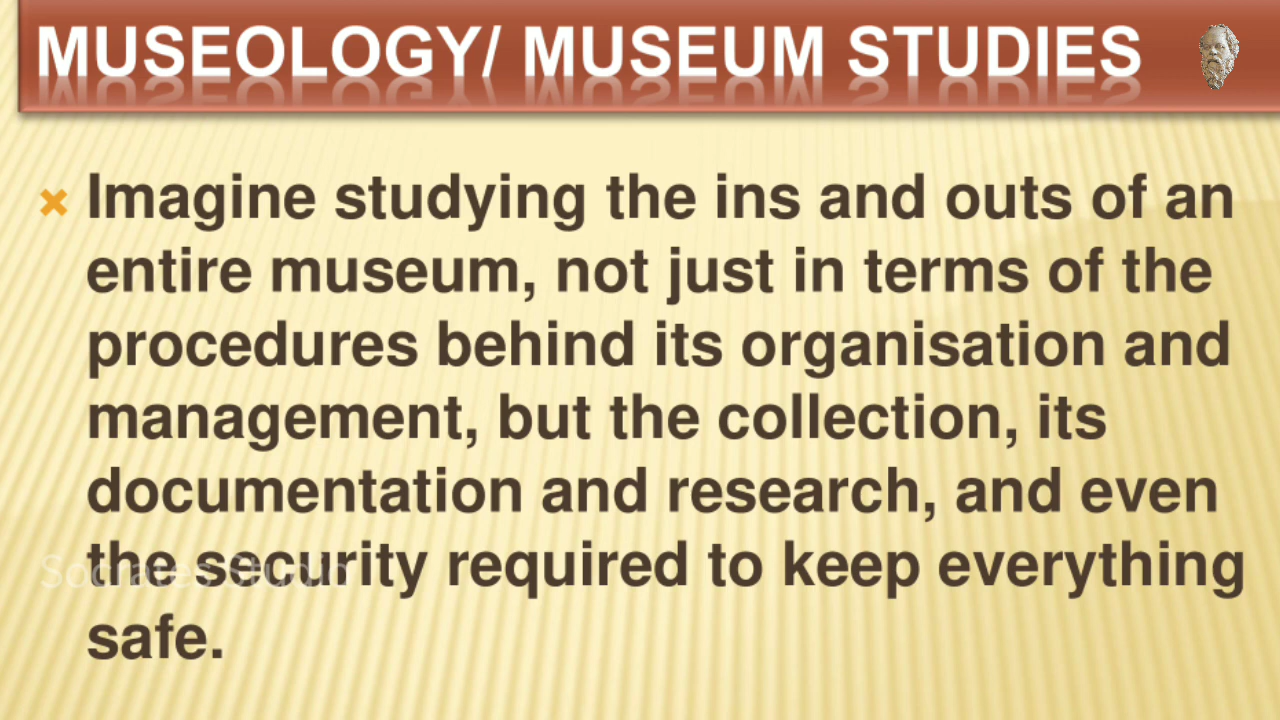 MUSEOLOGY/ MUSEUM STUDIES
Imagine studying the ins and outs of an
entire museum, not just in terms of the
procedures behind its organisation and
management, but the collection, its
documentation and research, and even
the security required to keep everything
Socrates Studio
safe.